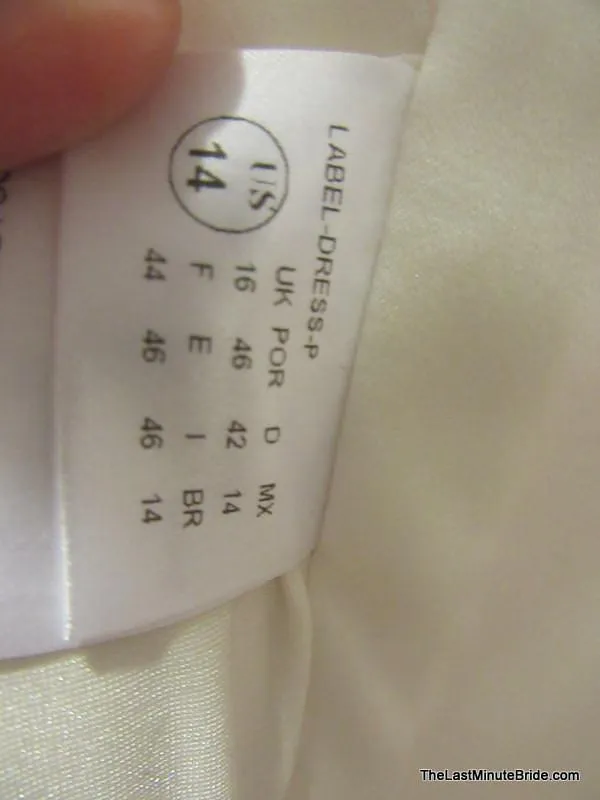 LABEL-DRESS-P
US
14
UK POR D MX
16 46 42 14
F E I BR
44 46 46 14
TheLastMinuteBride.com